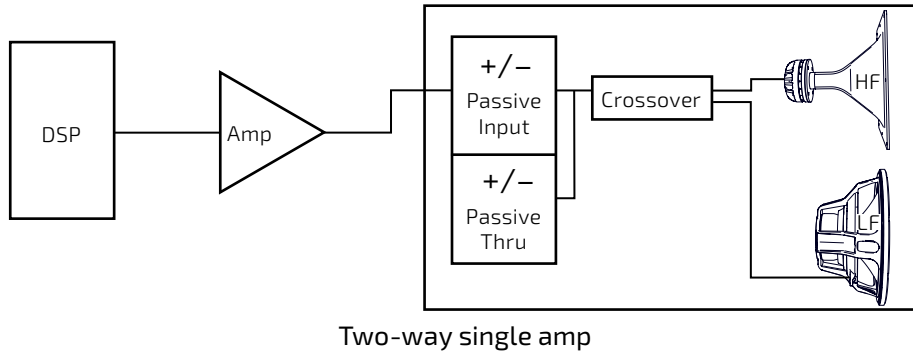 DSP
Amp
+/–
Passive
Input
+/–
Passive
Thru
Crossover
HF
LF
Two-way single amp